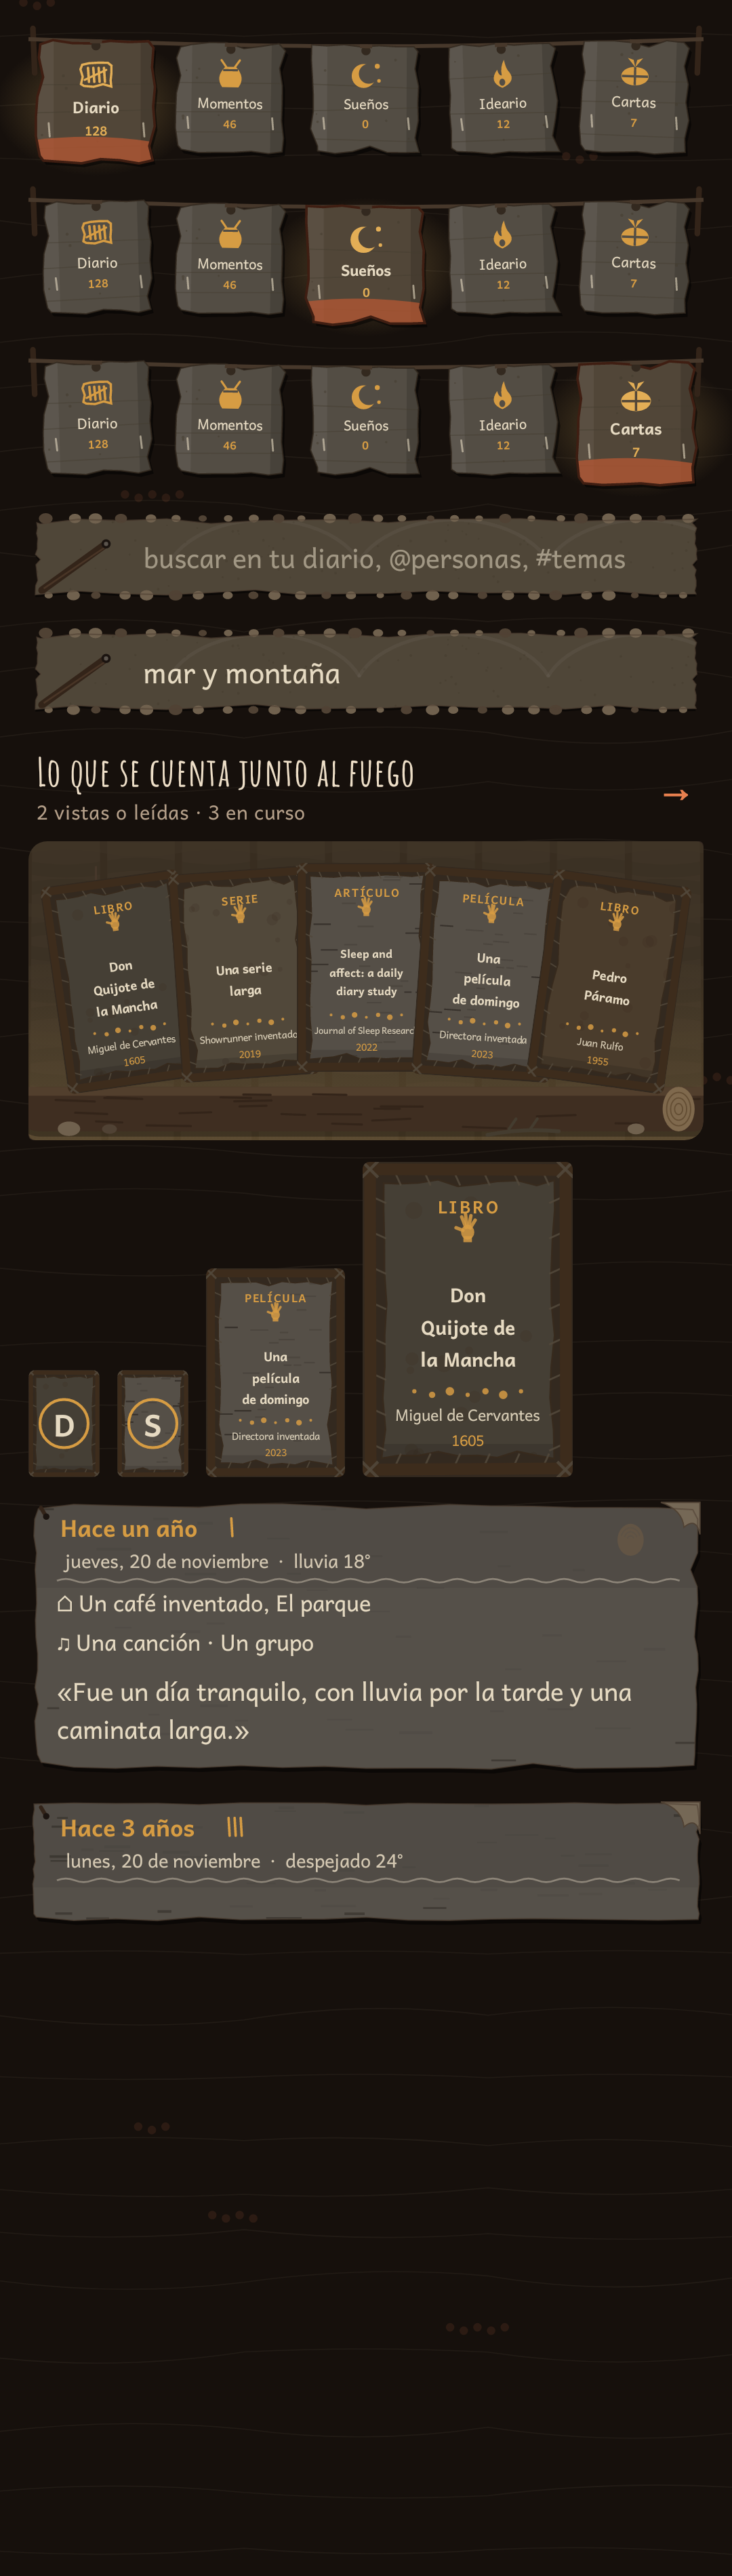 Diario
128
Momentos
46
Sueños
0
Ideario
12
Cartas
7
Diario
128
Momentos
46
Sueños
0
Ideario
12
Cartas
7
Diario
128
Momentos
46
Sueños
0
Ideario
12
Cartas
7
buscar en tu diario, @personas, #temas
mar y montaña
Lo que se cuenta junto al fuego
→
2 vistas o leídas · 3 en curso
LIBRO
Don
Quijote de
la Mancha
Miguel de Cervantes
1605
SERIE
Una serie
larga
Showrunner inventado
2019
ARTÍCULO
Sleep and
affect: a daily
diary study
Journal of Sleep Researc
2022
PELÍCULA
Una
película
de domingo
Directora inventada
2023
LIBRO
Pedro
Páramo
Juan Rulfo
1955
D
S
PELÍCULA
Una
película
de domingo
Directora inventada
2023
LIBRO
Don
Quijote de
la Mancha
Miguel de Cervantes
1605
Hace un año
jueves, 20 de noviembre · lluvia 18°
⌂ Un café inventado, El parque
♫ Una canción · Un grupo
«Fue un día tranquilo, con lluvia por la tarde y una
caminata larga.»
Hace 3 años
lunes, 20 de noviembre · despejado 24°